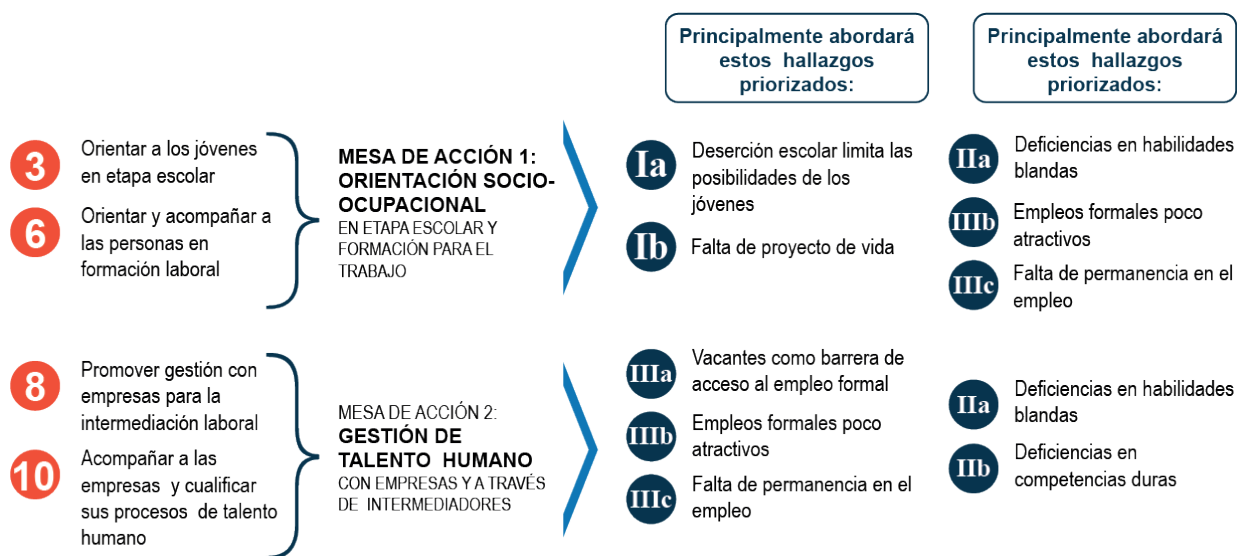 Principalmente abordará
estos hallazgos
priorizados:
Principalmente abordará
estos hallazgos
priorizados:
3
Orientar a los jóvenes
en etapa escolar
6
Orientar y acompañar a
las personas en
formación laboral
MESA DE ACCIÓN 1:
ORIENTACIÓN SOCIO-
OCUPACIONAL
EN ETAPA ESCOLAR Y
FORMACIÓN PARA EL
TRABAJO
Ia
Deserción escolar limita las
posibilidades de los
jóvenes
Ib
Falta de proyecto de vida
IIa
Deficiencias en habilidades
blandas
IIIb
Empleos formales poco
atractivos
IIIc
Falta de permanencia en el
empleo
8
Promover gestión con
empresas para la
intermediación laboral
10
Acompañar a las
empresas y cualificar
sus procesos de talento
humano
MESA DE ACCIÓN 2:
GESTIÓN DE
TALENTO HUMANO
CON EMPRESAS Y A TRAVÉS
DE INTERMEDIADORES
IIIa
Vacantes como barrera de
acceso al empleo formal
IIIb
Empleos formales poco
atractivos
IIIc
Falta de permanencia en el
empleo
IIa
Deficiencias en habilidades
blandas
IIb
Deficiencias en
competencias duras